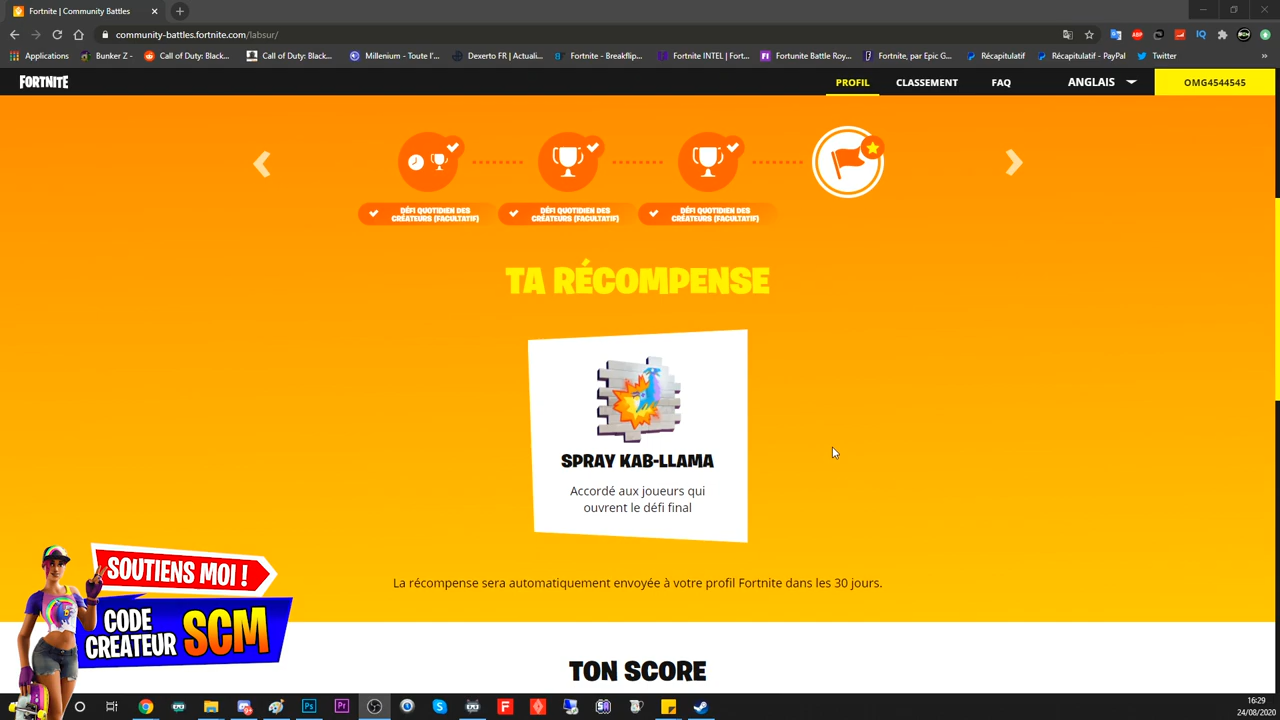 Fortnite | Community Battles
community-battles.fortnite.com/labsur/
Applications
Bunker Z -
Call of Duty: Black...
Call of Duty: Black...
Millenium - Toute l'...
Dexerto FR | Actuali...
Fortnite - Breakflip...
Fortnite INTEL | Fort...
Fortunite Battle Roy...
Fortnite, par Epic G...
Récapitulatif
Récapitulatif - PayPal
Twitter
»
FORTNITE
PROFIL
CLASSEMENT
FAQ
ANGLAIS
OMG4544545
DÉFI QUOTIDIEN DES
CRÉATEURS (FACULTATIF)
DÉFI QUOTIDIEN DES
CRÉATEURS (FACULTATIF)
DÉFI QUOTIDIEN DES
CRÉATEURS (FACULTATIF)
TA RÉCOMPENSE
SPRAY KAB-LLAMA
Accordé aux joueurs qui
ouvrent le défi final
La récompense sera automatiquement envoyée à votre profil Fortnite dans les 30 jours.
SOUTIENS MOI !
CODE
CREATEUR
SCM
TON SCORE
16:29
24/08/2020